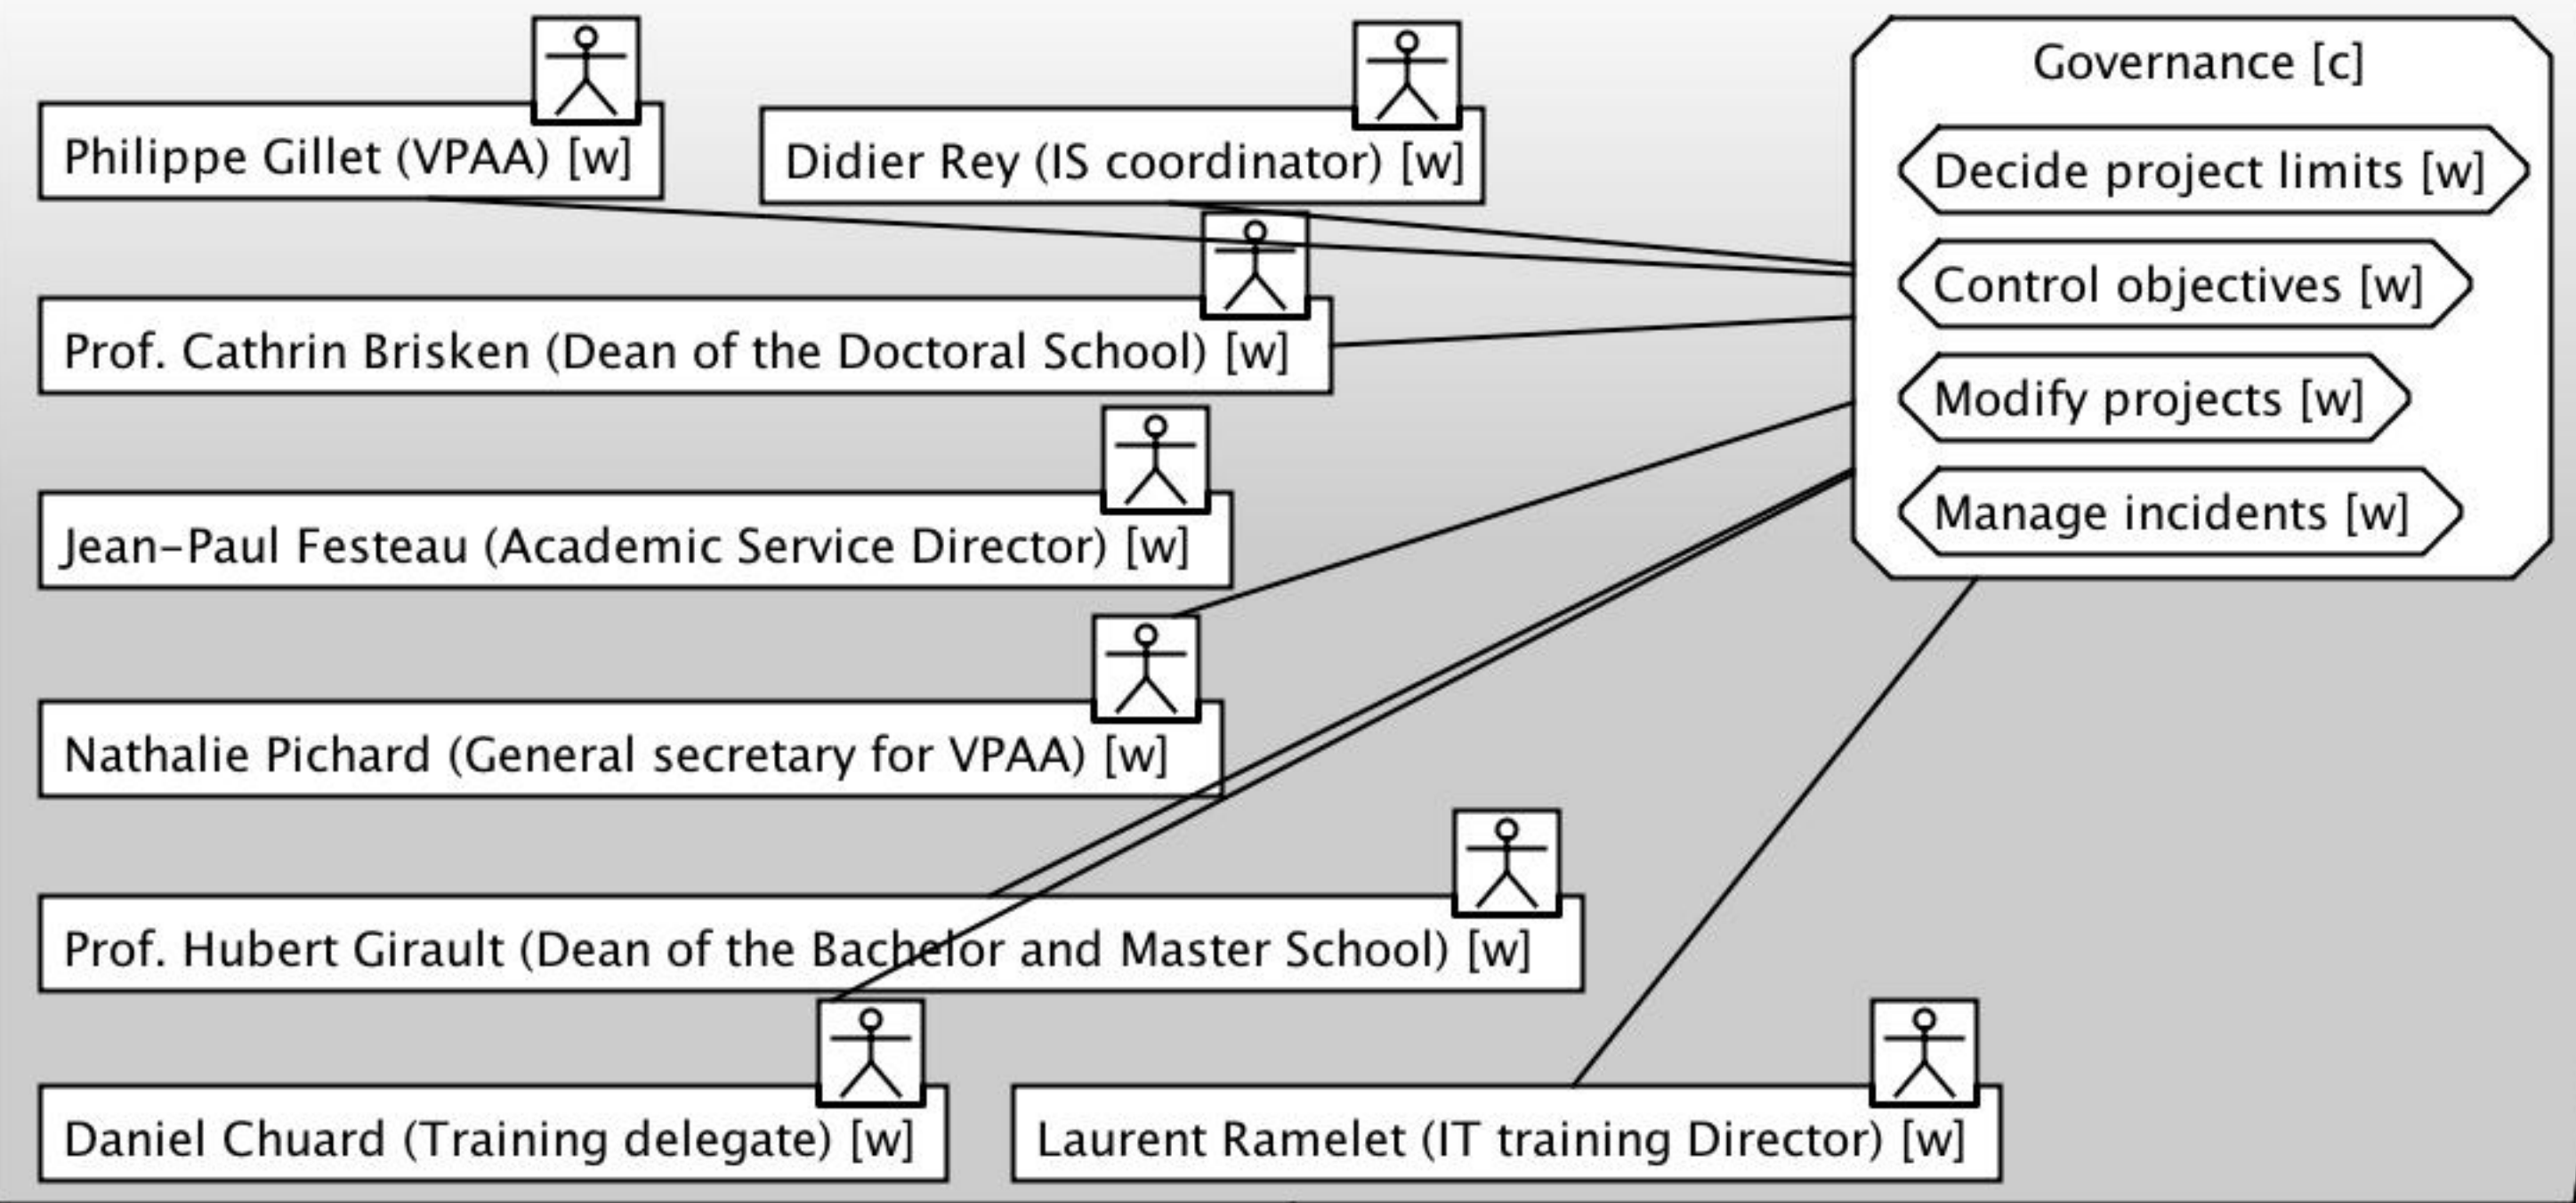 Philippe Gillet (VPAA) [w]
Didier Rey (IS coordinator) [w]
Prof. Cathrin Brisken (Dean of the Doctoral School) [w]
Jean-Paul Festeau (Academic Service Director) [w]
Nathalie Pichard (General secretary for VPAA) [w]
Prof. Hubert Girault (Dean of the Bachelor and Master School) [w]
Daniel Chuard (Training delegate) [w]
Laurent Ramelet (IT training Director) [w]
Governance [c]
Decide project limits [w]
Control objectives [w]
Modify projects [w]
Manage incidents [w]